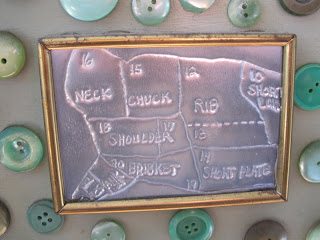 16 15 12 10
NECK CHUCK RIB SHORT
LOIN
18 17 13
SHOULDER
20 14
BRISKET SHORT PLATE
19